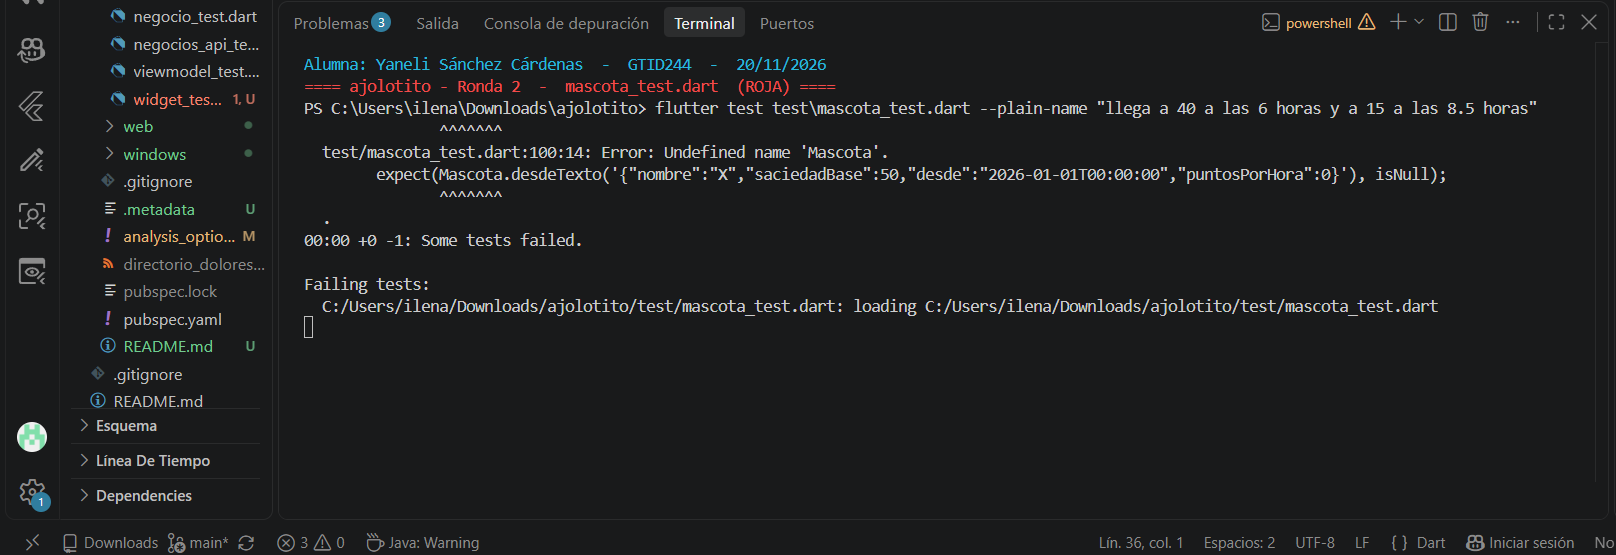 negocio_test.dart
negocios_api_te...
viewmodel_test....
widget_tes... 1, U
web
windows
.gitignore
.metadata U
analysis_optio... M
directorio_dolores...
pubspec.lock
pubspec.yaml
README.md U
.gitignore
README.md
Esquema
Línea De Tiempo
Dependencies
1
Problemas 3 Salida Consola de depuración Terminal Puertos powershell
Alumna: Yaneli Sánchez Cárdenas - GTID244 - 20/11/2026
==== ajolotito - Ronda 2 - mascota_test.dart (ROJA) ====
PS C:\Users\ilena\Downloads\ajolotito> flutter test test\mascota_test.dart --plain-name "llega a 40 a las 6 horas y a 15 a las 8.5 horas"
^^^^^^^
test/mascota_test.dart:100:14: Error: Undefined name 'Mascota'.
expect(Mascota.desdeTexto('{"nombre":"X","saciedadBase":50,"desde":"2026-01-01T00:00:00","puntosPorHora":0}'), isNull);
^^^^^^^
.
00:00 +0 -1: Some tests failed.
Failing tests:
C:/Users/ilena/Downloads/ajolotito/test/mascota_test.dart: loading C:/Users/ilena/Downloads/ajolotito/test/mascota_test.dart
Downloads main* 3 0 Java: Warning Lín. 36, col. 1 Espacios: 2 UTF-8 LF { } Dart Iniciar sesión No